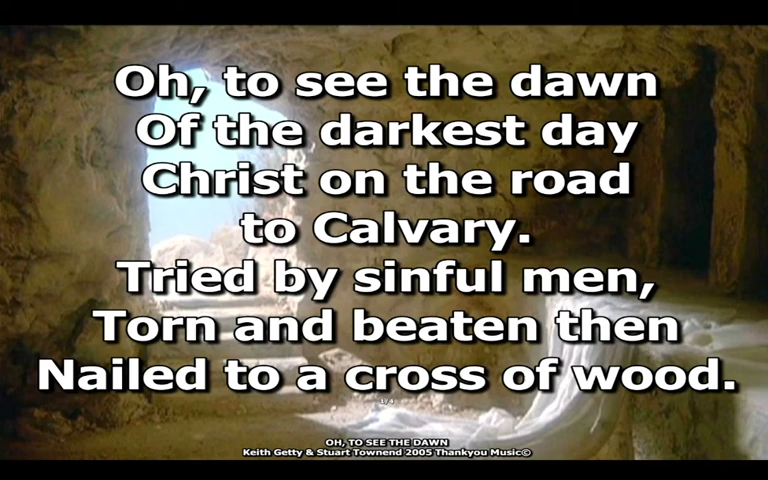 Oh, to see the dawn
Of the darkest day
Christ on the road
to Calvary.
Tried by sinful men,
Torn and beaten then
Nailed to a cross of wood.
1/4
OH, TO SEE THE DAWN
Keith Getty & Stuart Townend 2005 Thankyou Music©